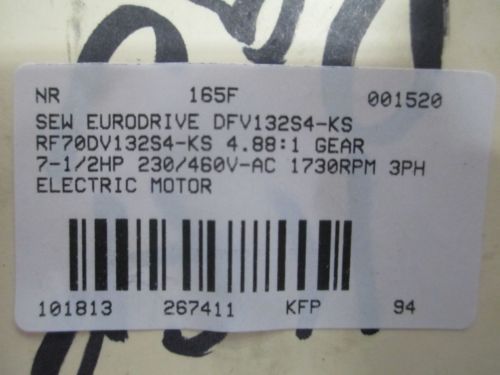 NR 165F 001520
SEW EURODRIVE DFV132S4-KS
RF70DV132S4-KS 4.88:1 GEAR
7-1/2HP 230/460V-AC 1730RPM 3PH
ELECTRIC MOTOR
101813 267411 KFP 94